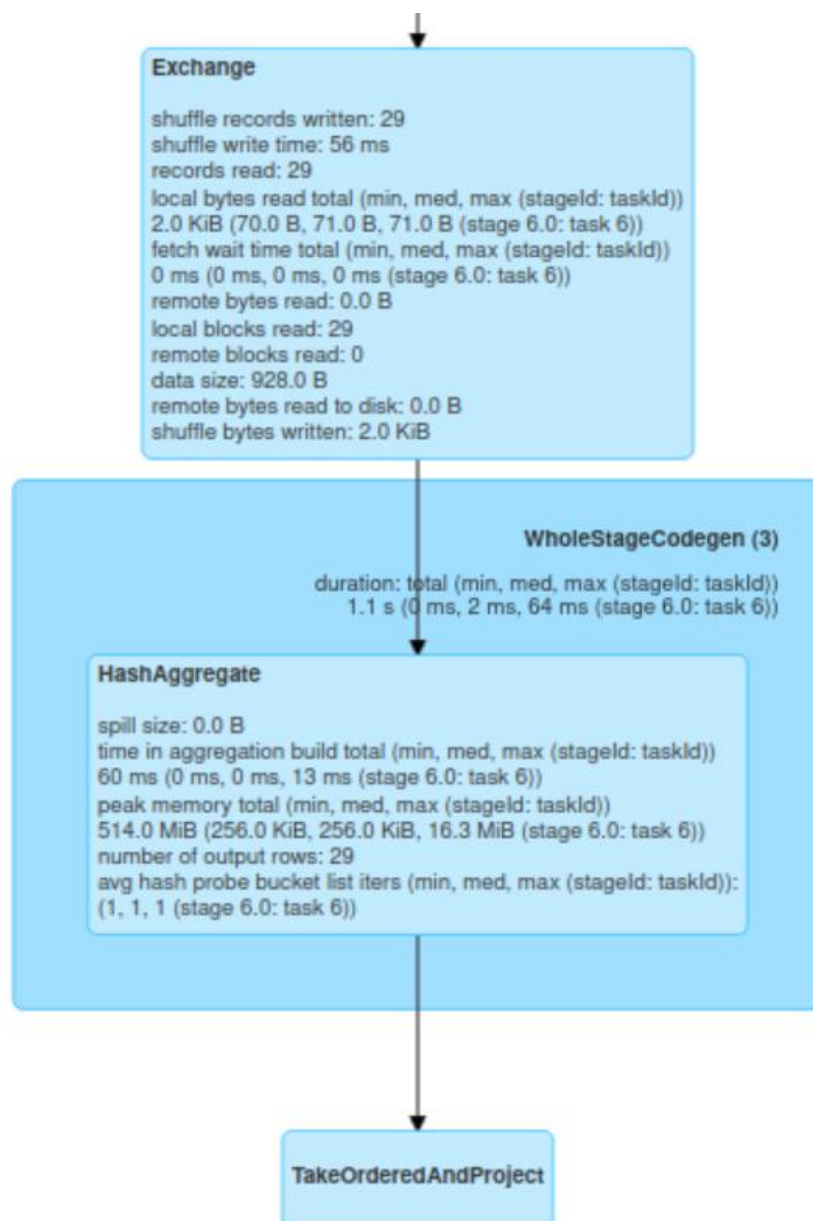 Exchange
shuffle records written: 29
shuffle write time: 56 ms
records read: 29
local bytes read total (min, med, max (stageId: taskId))
2.0 KiB (70.0 B, 71.0 B, 71.0 B (stage 6.0: task 6))
fetch wait time total (min, med, max (stageId: taskId))
0 ms (0 ms, 0 ms, 0 ms (stage 6.0: task 6))
remote bytes read: 0.0 B
local blocks read: 29
remote blocks read: 0
data size: 928.0 B
remote bytes read to disk: 0.0 B
shuffle bytes written: 2.0 KiB
WholeStageCodegen (3)
duration: total (min, med, max (stageId: taskId))
1.1 s (0 ms, 2 ms, 64 ms (stage 6.0: task 6))
HashAggregate
spill size: 0.0 B
time in aggregation build total (min, med, max (stageId: taskId))
60 ms (0 ms, 0 ms, 13 ms (stage 6.0: task 6))
peak memory total (min, med, max (stageId: taskId))
514.0 MiB (256.0 KiB, 256.0 KiB, 16.3 MiB (stage 6.0: task 6))
number of output rows: 29
avg hash probe bucket list iters (min, med, max (stageId: taskId)):
(1, 1, 1 (stage 6.0: task 6))
TakeOrderedAndProject